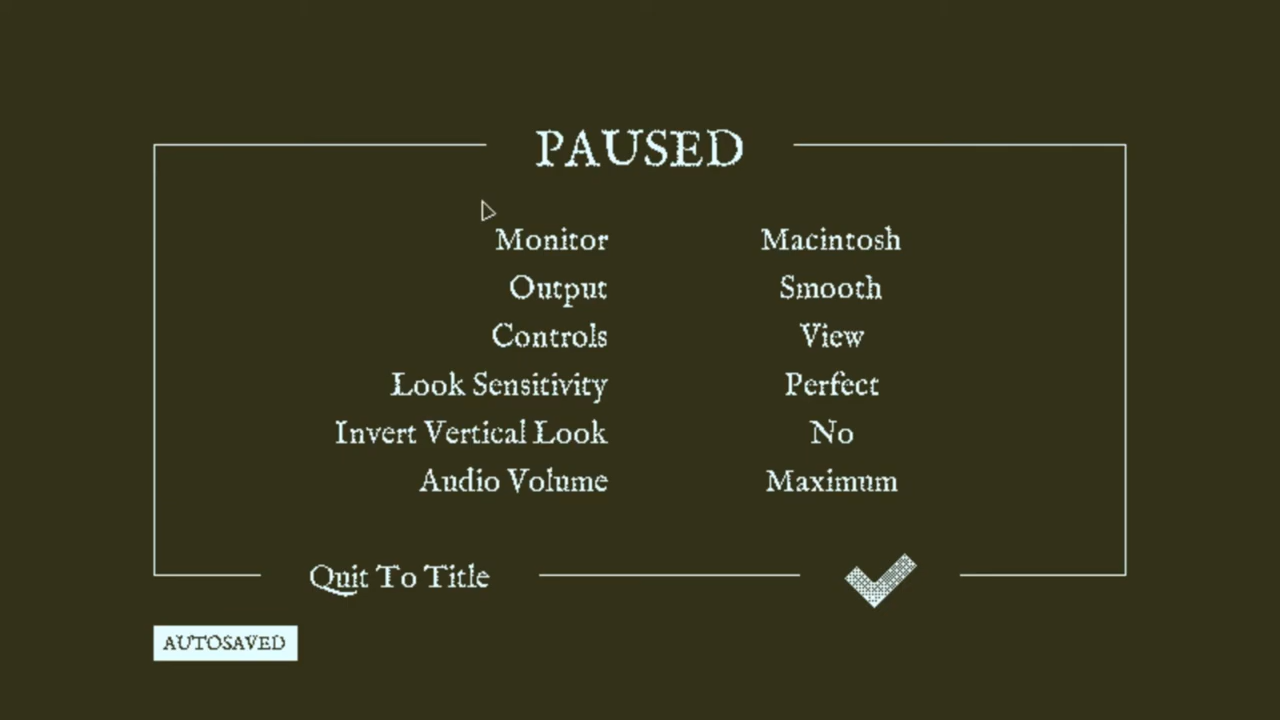 PAUSED
Monitor Macintosh
Output Smooth
Controls View
Look Sensitivity Perfect
Invert Vertical Look No
Audio Volume Maximum
Quit To Title
AUTOSAVED